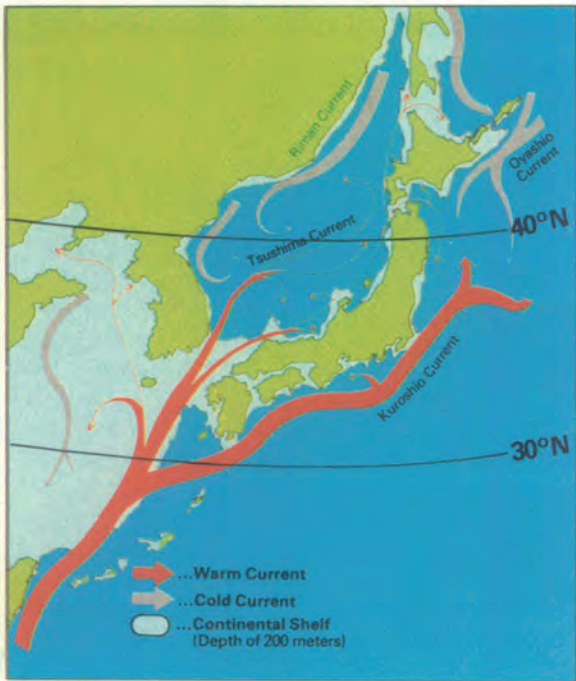 Riman Current
Oyashio
Current
40°N
Tsushima Current
Kuroshio Current
30°N
...Warm Current
...Cold Current
...Continental Shelf
(Depth of 200 meters)